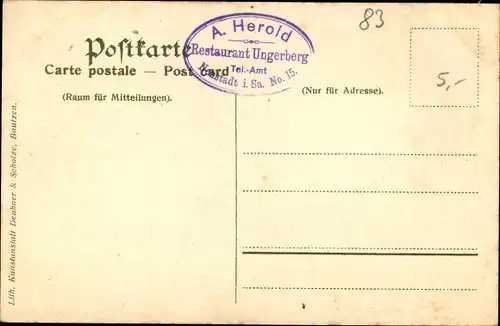 83
A. Herold
Restaurant Ungerberg
Tel.-Amt
Neustadt i. Sa. No. 15.
Postkarte
Carte postale — Post card
(Raum für Mitteilungen).
(Nur für Adresse).
5,-
Lith. Kunstanstalt Deubner & Scholze, Bautzen.